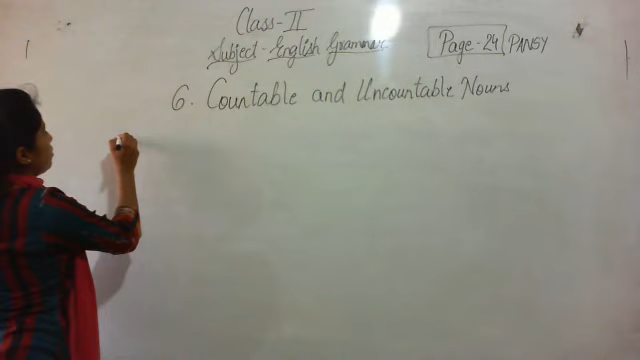 Class-II
Subject - English Grammar Page-24 PANSY
6. Countable and Uncountable Nouns